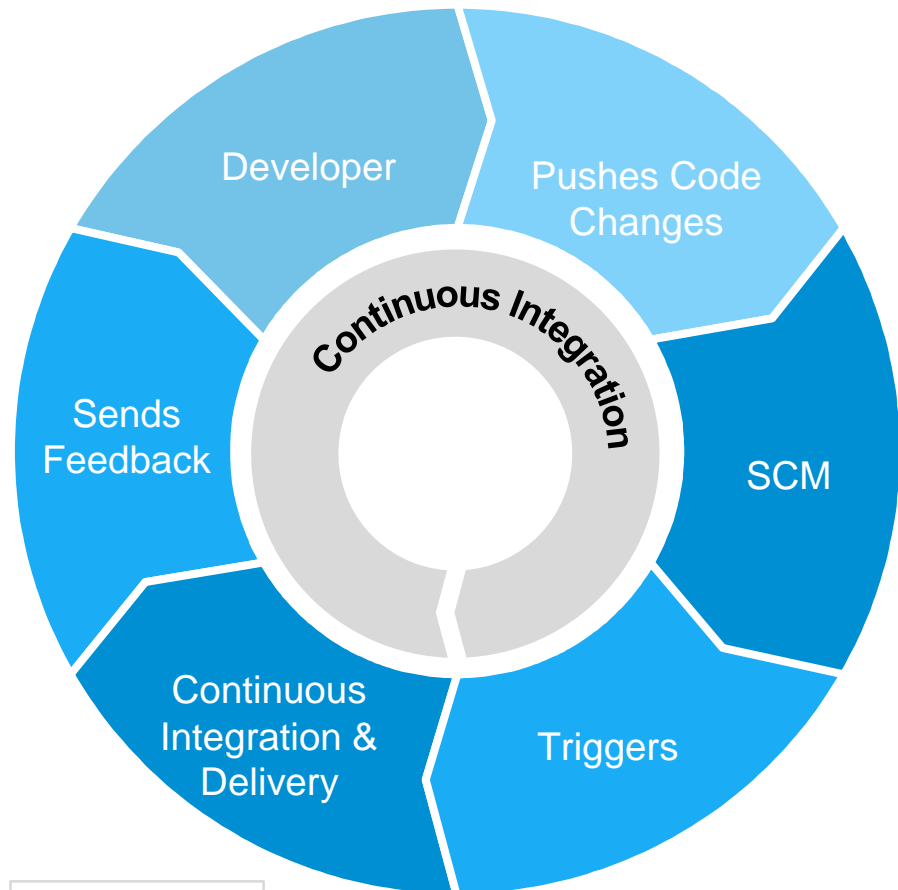 Developer
Pushes Code
Changes
Continuous Integration
Sends
Feedback
SCM
Continuous
Integration &
Delivery
Triggers